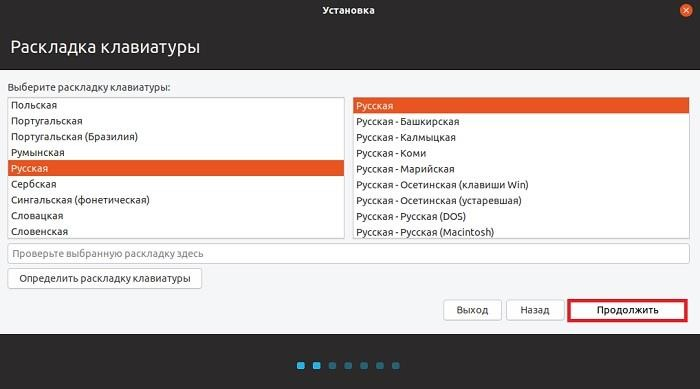 Установка
Раскладка клавиатуры
Выберите раскладку клавиатуры:
Польская
Португальская
Португальская (Бразилия)
Румынская
Русская
Сербская
Сингальская (фонетическая)
Словацкая
Словенская
Русская
Русская - Башкирская
Русская - Калмыцкая
Русская - Коми
Русская - Марийская
Русская - Осетинская (клавиши Win)
Русская - Осетинская (устаревшая)
Русская - Русская (DOS)
Русская - Русская (Macintosh)
Проверьте выбранную раскладку здесь
Определить раскладку клавиатуры
Выход
Назад
Продолжить